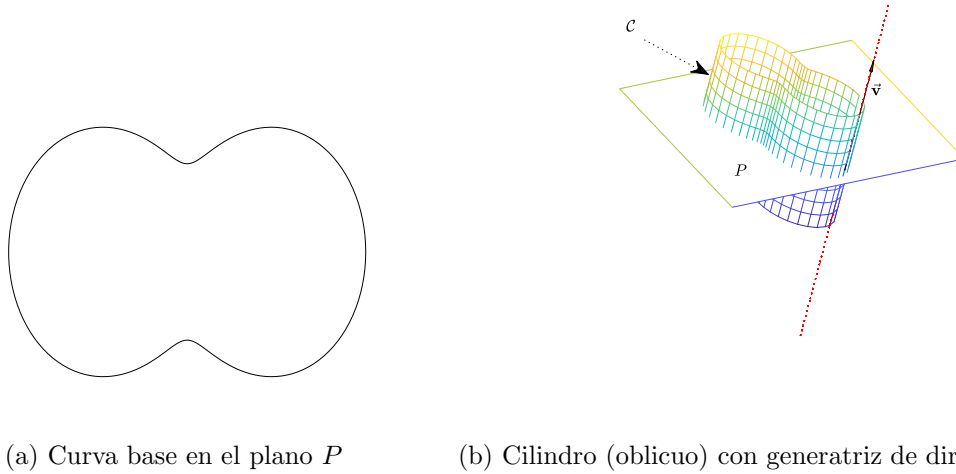 𝒞
v⃗
P
(a) Curva base en el plano P
(b) Cilindro (oblicuo) con generatriz de dir